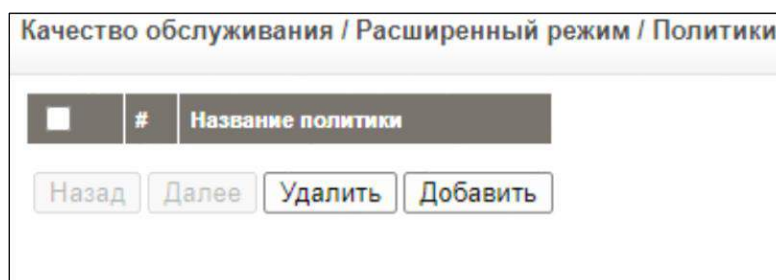 Качество обслуживания / Расширенный режим / Политики
# Название политики
Назад Далее Удалить Добавить